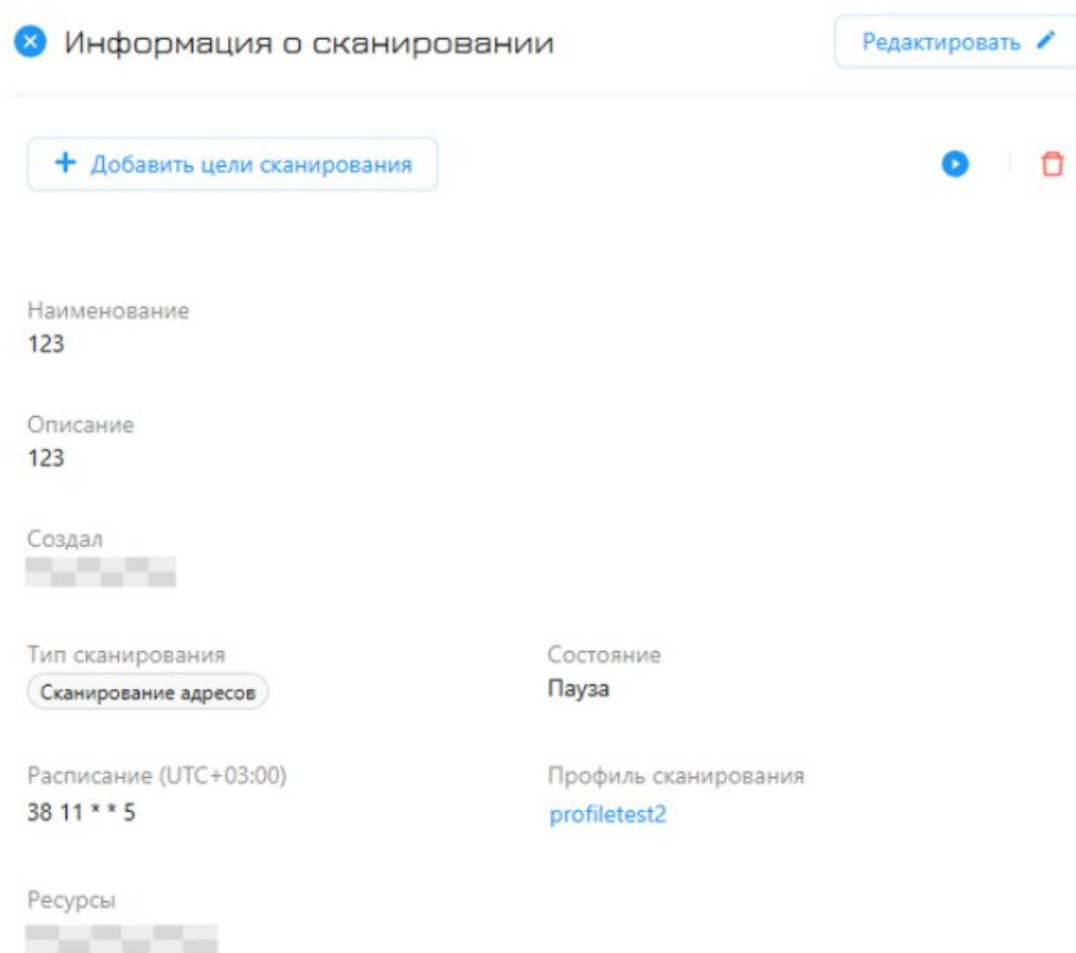 Информация о сканировании
Редактировать
Добавить цели сканирования
Наименование
123
Описание
123
Создал
Тип сканирования
Сканирование адресов
Состояние
Пауза
Расписание (UTC+03:00)
38 11 * * 5
Профиль сканирования
profiletest2
Ресурсы